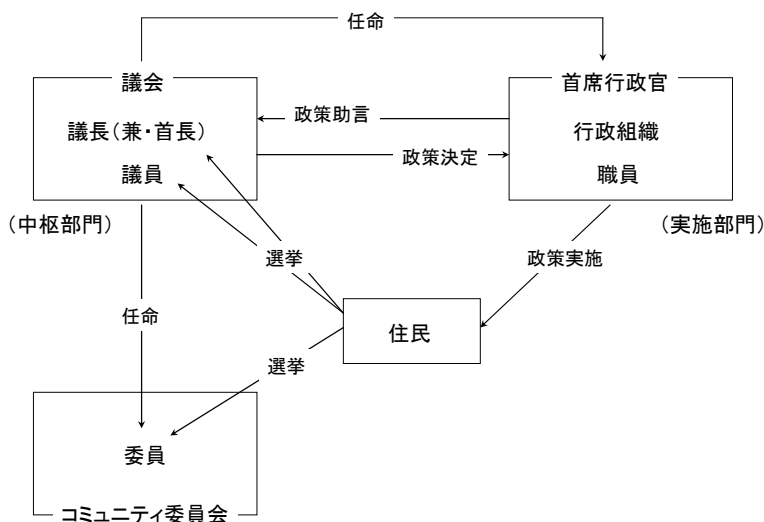 任命
議会
首席行政官
議長（兼・首長）
政策助言
行政組織
議員
政策決定
職員
（中枢部門）
（実施部門）
選挙
政策実施
任命
住民
選挙
委員
コミュニティ委員会